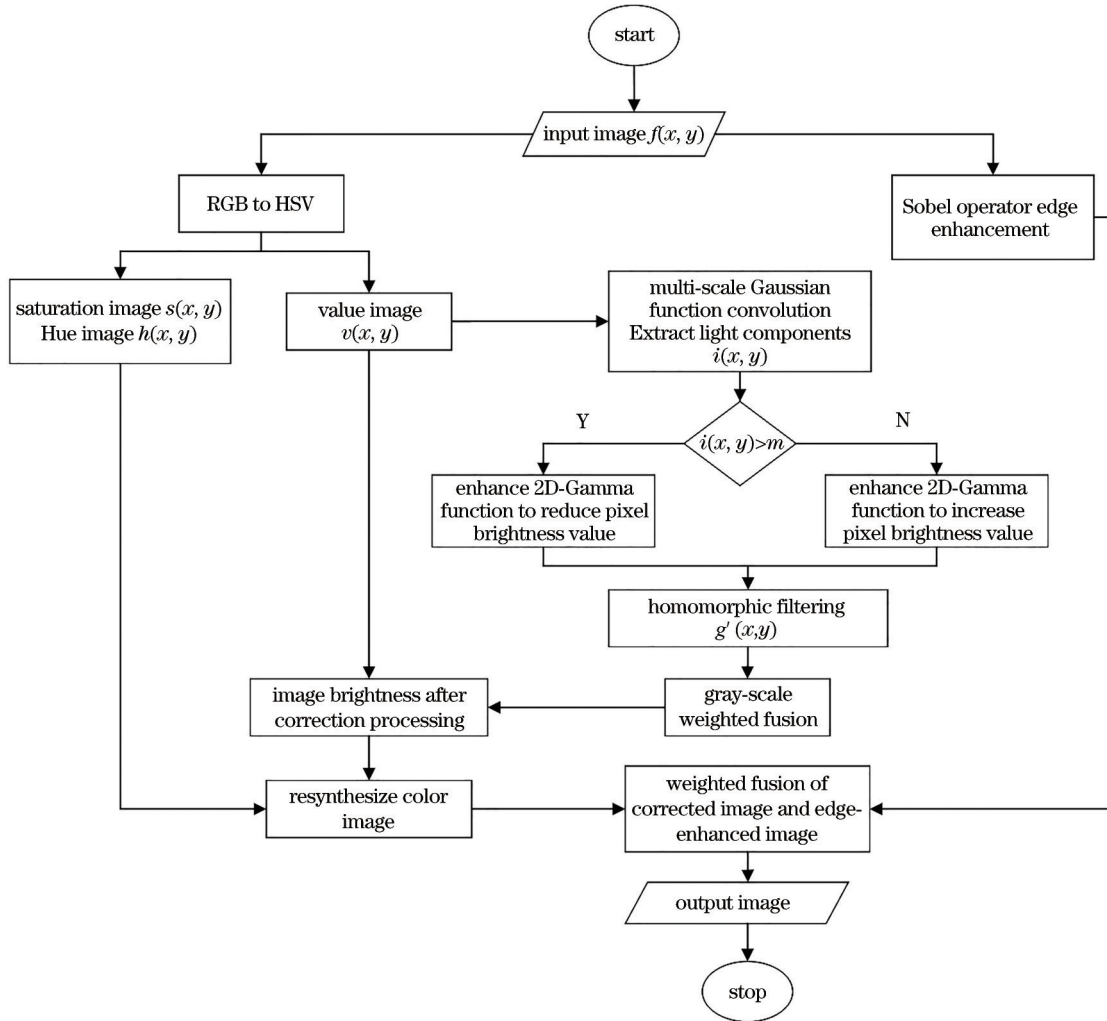 start
input image f(x, y)
RGB to HSV
Sobel operator edge
enhancement
saturation image s(x, y)
Hue image h(x, y)
value image
v(x, y)
multi-scale Gaussian
function convolution
Extract light components
i(x, y)
Y
i(x, y)>m
N
enhance 2D-Gamma
function to reduce pixel
brightness value
enhance 2D-Gamma
function to increase
pixel brightness value
homomorphic filtering
g′ (x,y)
image brightness after
correction processing
gray-scale
weighted fusion
resynthesize color
image
weighted fusion of
corrected image and edge-
enhanced image
output image
stop